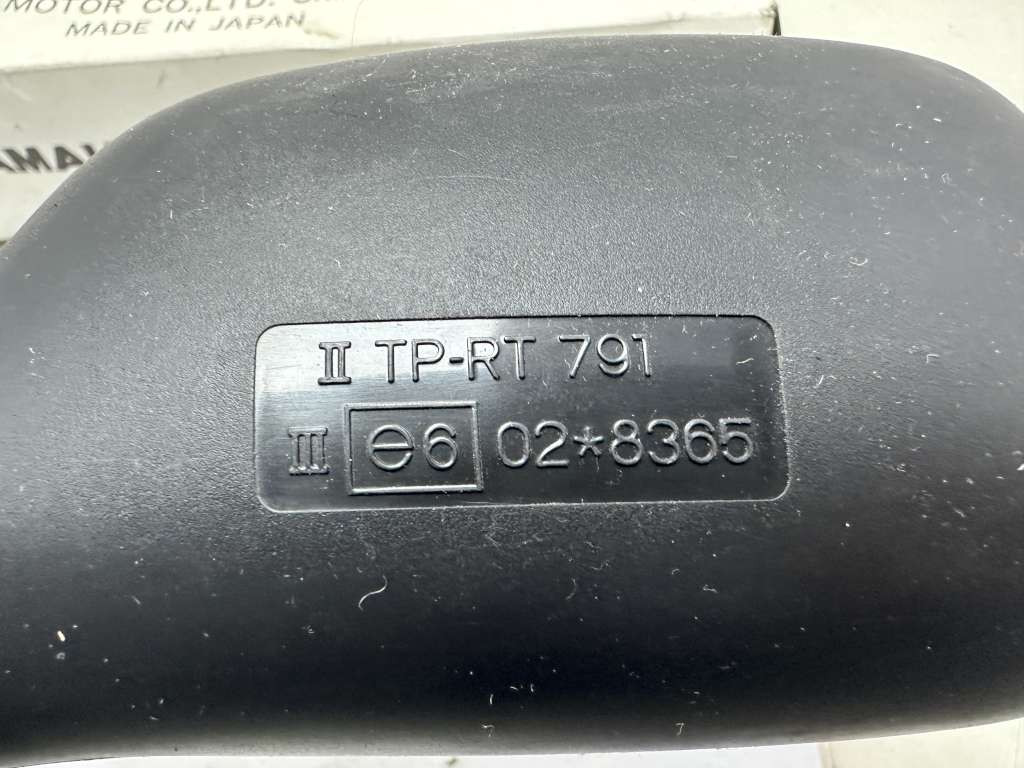 MOTOR CO.,LTD.
MADE IN JAPAN
II TP-RT 791
III e6 02*8365